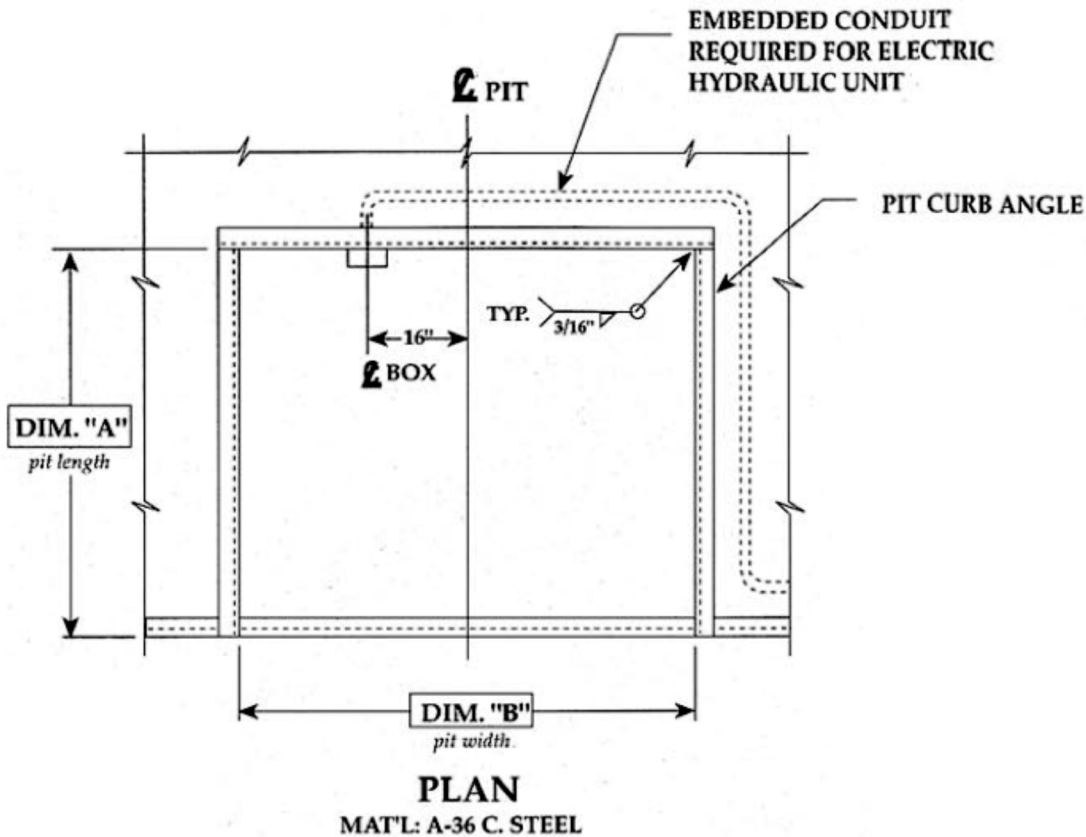 EMBEDDED CONDUIT
REQUIRED FOR ELECTRIC
HYDRAULIC UNIT
℄ PIT
PIT CURB ANGLE
TYP.
3/16"
16"
℄ BOX
DIM. "A"
pit length
DIM. "B"
pit width
PLAN
MAT'L: A-36 C. STEEL